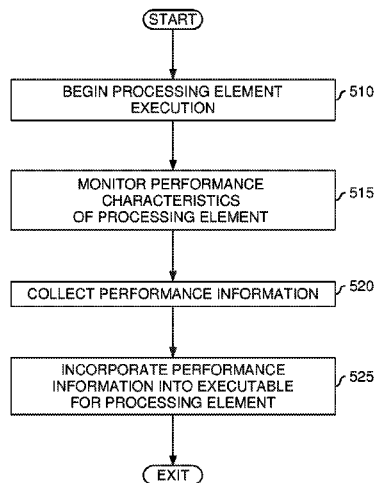 START
BEGIN PROCESSING ELEMENT
EXECUTION
510
MONITOR PERFORMANCE
CHARACTERISTICS
OF PROCESSING ELEMENT
515
COLLECT PERFORMANCE INFORMATION
520
INCORPORATE PERFORMANCE
INFORMATION INTO EXECUTABLE
FOR PROCESSING ELEMENT
525
EXIT